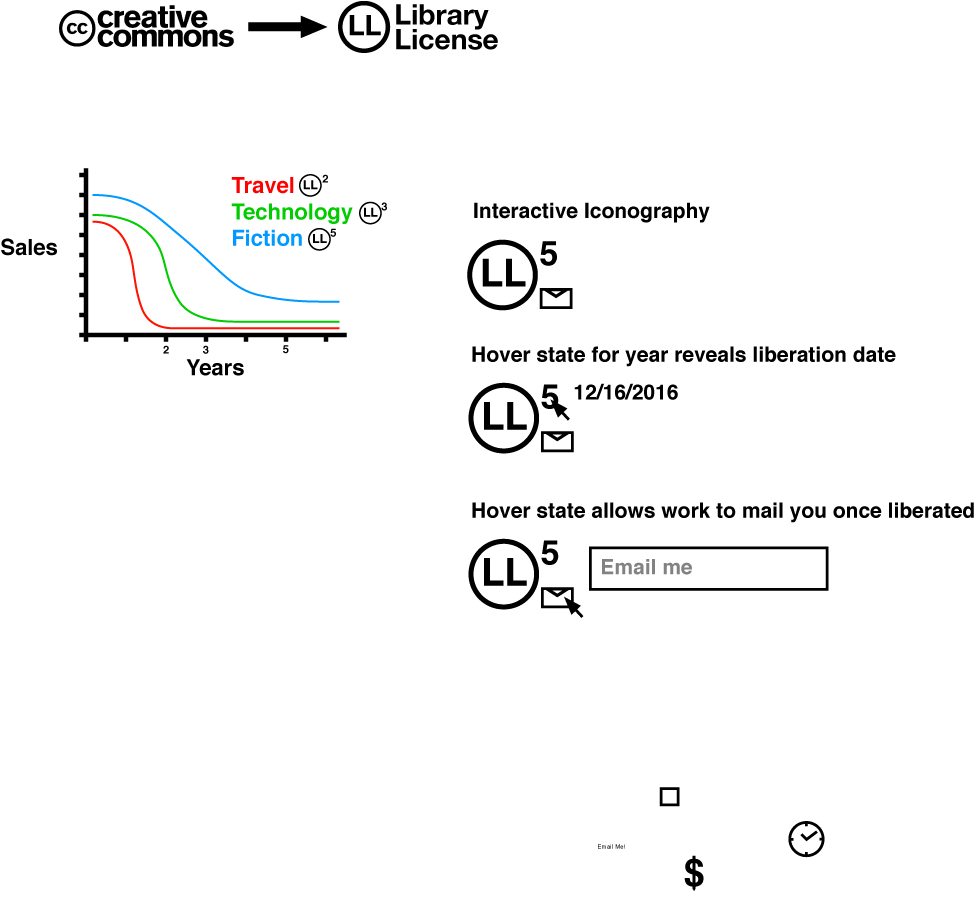 cc creative commons
LL Library License
Travel LL 2
Technology LL 3
Fiction LL 5
Sales
2 3 5
Years
Interactive Iconography
LL 5
Hover state for year reveals liberation date
LL 5 12/16/2016
Hover state allows work to mail you once liberated
LL 5
Email me
Email Me!
$